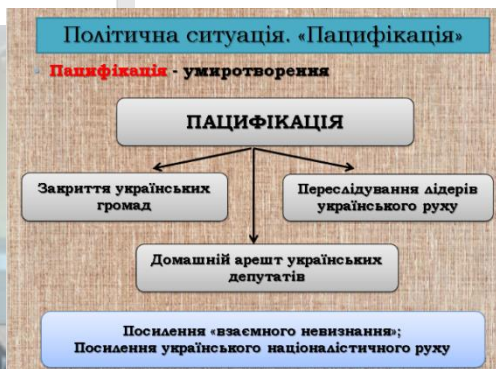 Політична ситуація. «Пацифікація»
Пацифікація - умиротворення
ПАЦИФІКАЦІЯ
Закриття українських
громад
Переслідування лідерів
українського руху
Домашній арешт українських
депутатів
Посилення «взаємного невизнання»;
Посилення українського націоналістичного руху